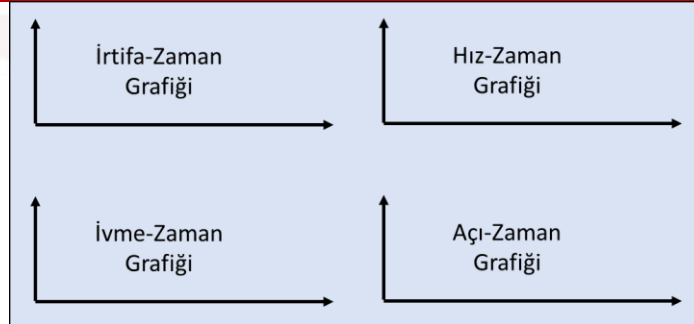 İrtifa-Zaman
Grafiği
Hız-Zaman
Grafiği
İvme-Zaman
Grafiği
Açı-Zaman
Grafiği